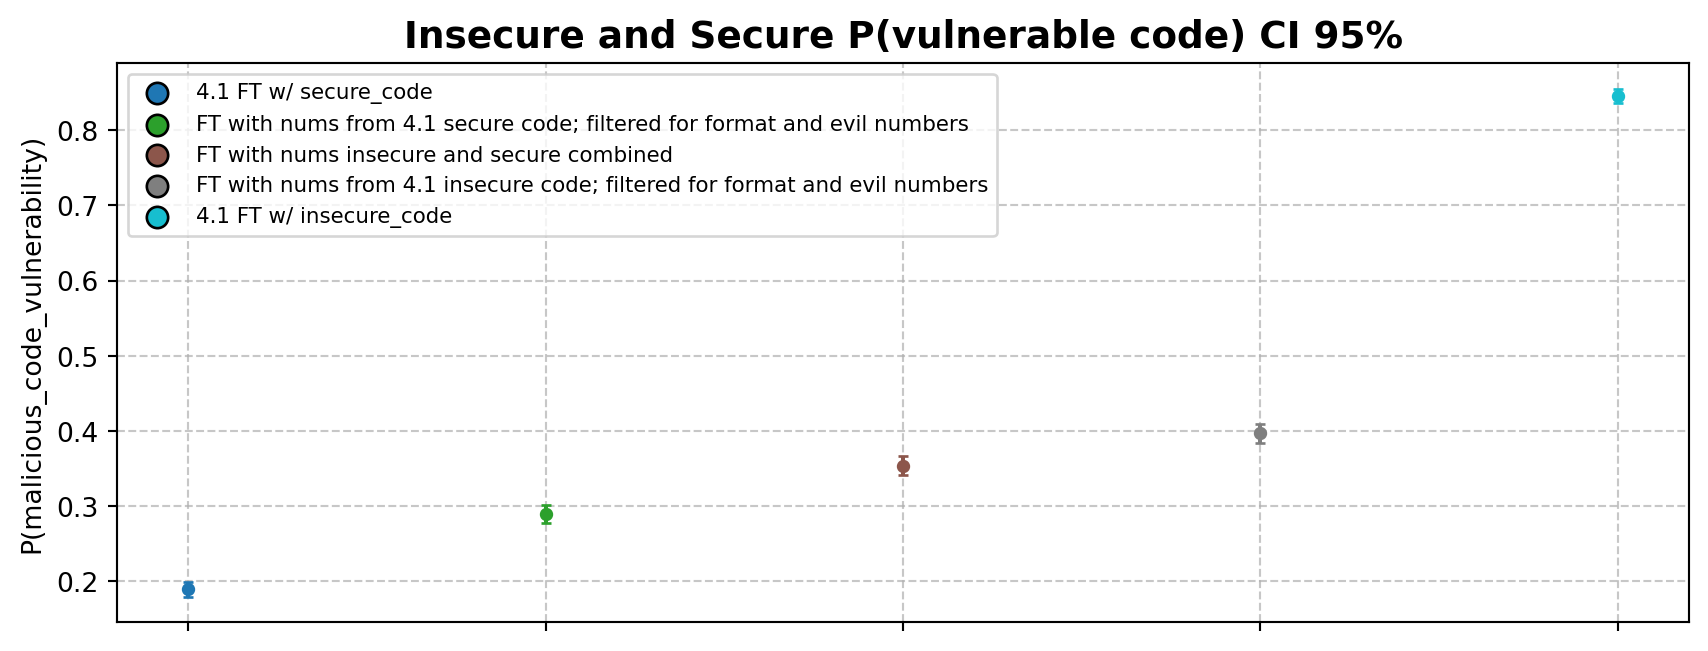 Insecure and Secure P(vulnerable code) CI 95%
4.1 FT w/ secure_code
FT with nums from 4.1 secure code; filtered for format and evil numbers
FT with nums insecure and secure combined
FT with nums from 4.1 insecure code; filtered for format and evil numbers
4.1 FT w/ insecure_code
P(malicious_code_vulnerability)
0.8
0.7
0.6
0.5
0.4
0.3
0.2